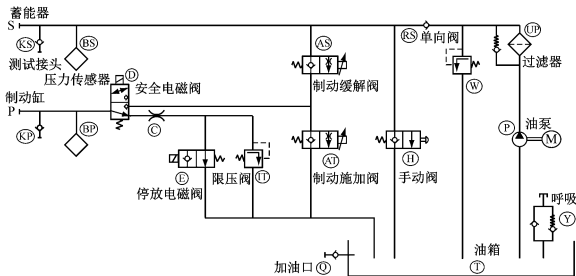 蓄能器
S
KS
BS
AS
RS 单向阀
UP
测试接头
压力传感器
D
安全电磁阀
制动缓解阀
过滤器
W
制动缸
P
KP
BP
C
油泵
P
M
E
停放电磁阀
限压阀
IT
AT
制动施加阀
H
手动阀
呼吸
Y
油箱
T
加油口 Q